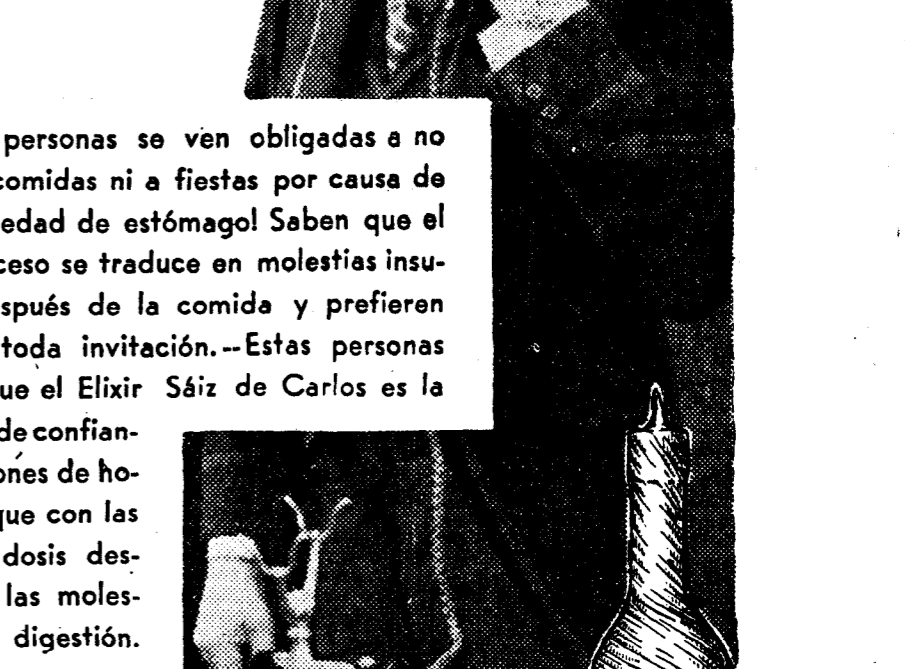 personas se ven obligadas a no
comidas ni a fiestas por causa de
edad de estómago! Saben que el
ceso se traduce en molestias insu-
spués de la comida y prefieren
toda invitación.--Estas personas
ue el Elixir Sáiz de Carlos es la
de confian-
ones de ho-
que con las
dosis des-
las moles-
digestión.